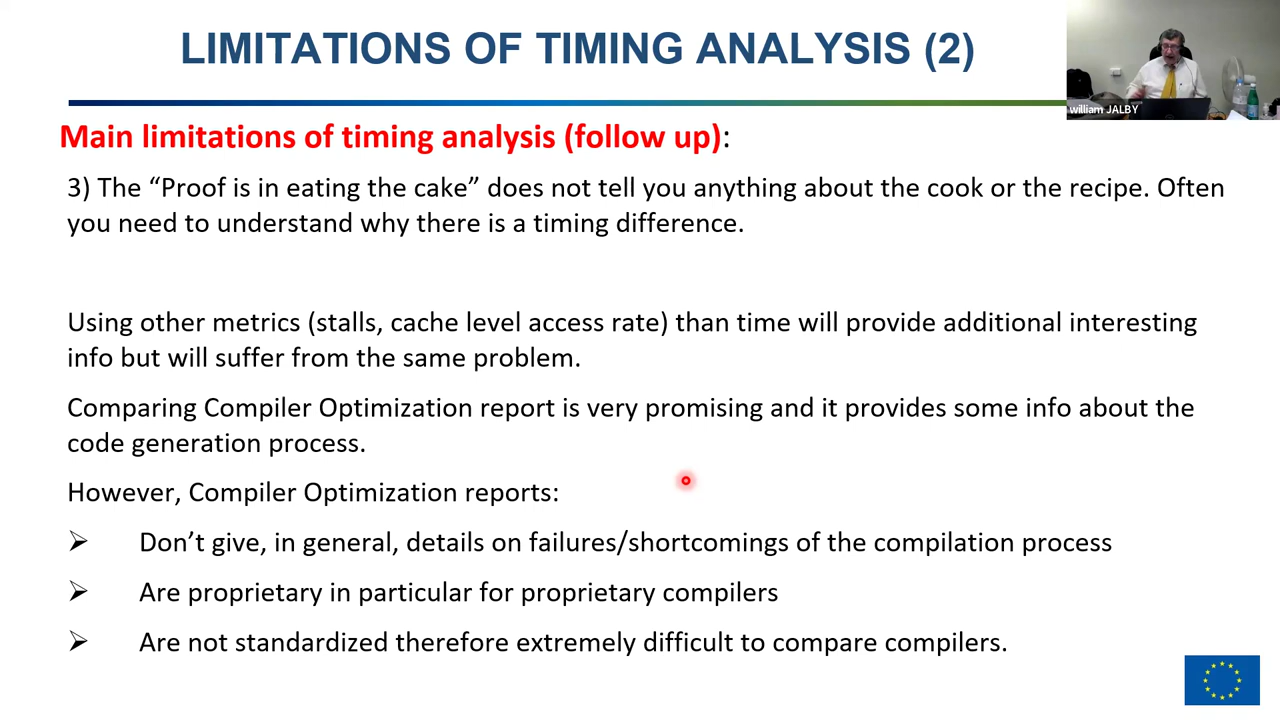 LIMITATIONS OF TIMING ANALYSIS (2)
william JALBY
Main limitations of timing analysis (follow up):
3) The “Proof is in eating the cake” does not tell you anything about the cook or the recipe. Often
you need to understand why there is a timing difference.
Using other metrics (stalls, cache level access rate) than time will provide additional interesting
info but will suffer from the same problem.
Comparing Compiler Optimization report is very promising and it provides some info about the
code generation process.
However, Compiler Optimization reports:
Don’t give, in general, details on failures/shortcomings of the compilation process
Are proprietary in particular for proprietary compilers
Are not standardized therefore extremely difficult to compare compilers.